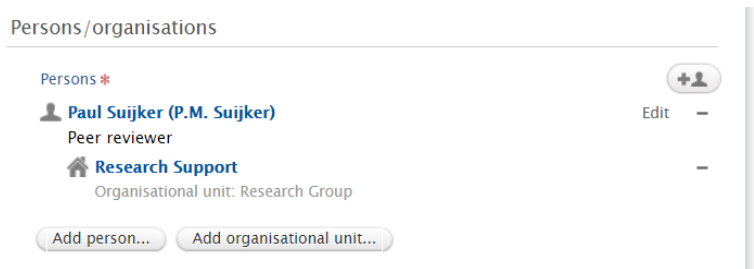 Persons/organisations
Persons *
Paul Suijker (P.M. Suijker) Edit –
Peer reviewer
Research Support –
Organisational unit: Research Group
Add person... Add organisational unit...